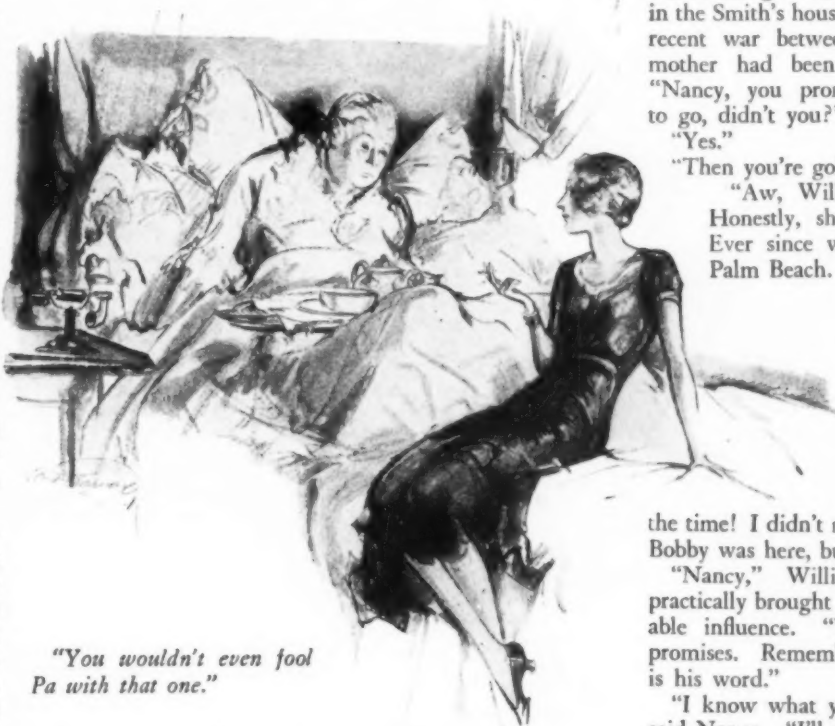 in the Smith's hous
recent war betwee
mother had been
"Nancy, you pron
to go, didn't you?
"Yes."
"Then you're go
"Aw, Wil
Honestly, sh
Ever since w
Palm Beach.
the time! I didn't
Bobby was here, bu
"Nancy," Willi
practically brought
able influence. "
promises. Rememb
is his word."
"I know what y
"You wouldn't even fool
Pa with that one."